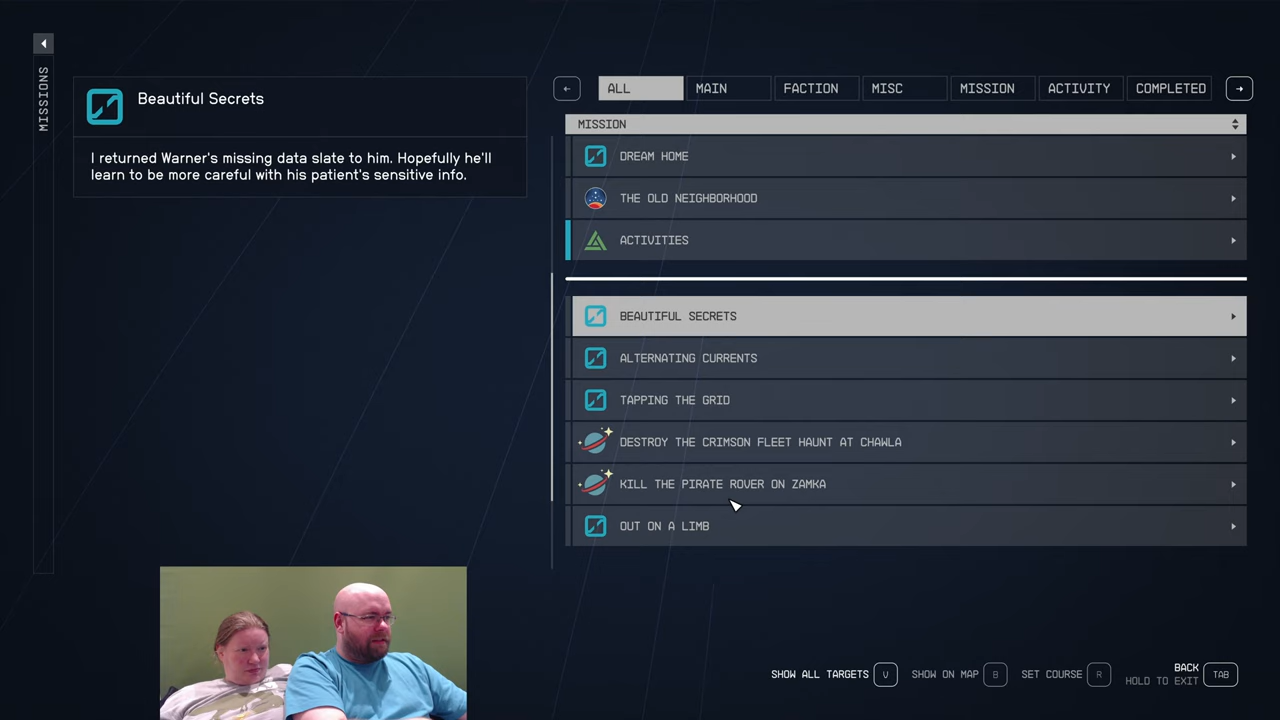 MISSIONS
Beautiful Secrets
I returned Warner's missing data slate to him. Hopefully he'll
learn to be more careful with his patient's sensitive info.
ALL
MAIN
FACTION
MISC
MISSION
ACTIVITY
COMPLETED
MISSION
DREAM HOME
THE OLD NEIGHBORHOOD
ACTIVITIES
BEAUTIFUL SECRETS
ALTERNATING CURRENTS
TAPPING THE GRID
DESTROY THE CRIMSON FLEET HAUNT AT CHAWLA
KILL THE PIRATE ROVER ON ZAMKA
OUT ON A LIMB
SHOW ALL TARGETS V
SHOW ON MAP B
SET COURSE R
BACK
HOLD TO EXIT
TAB